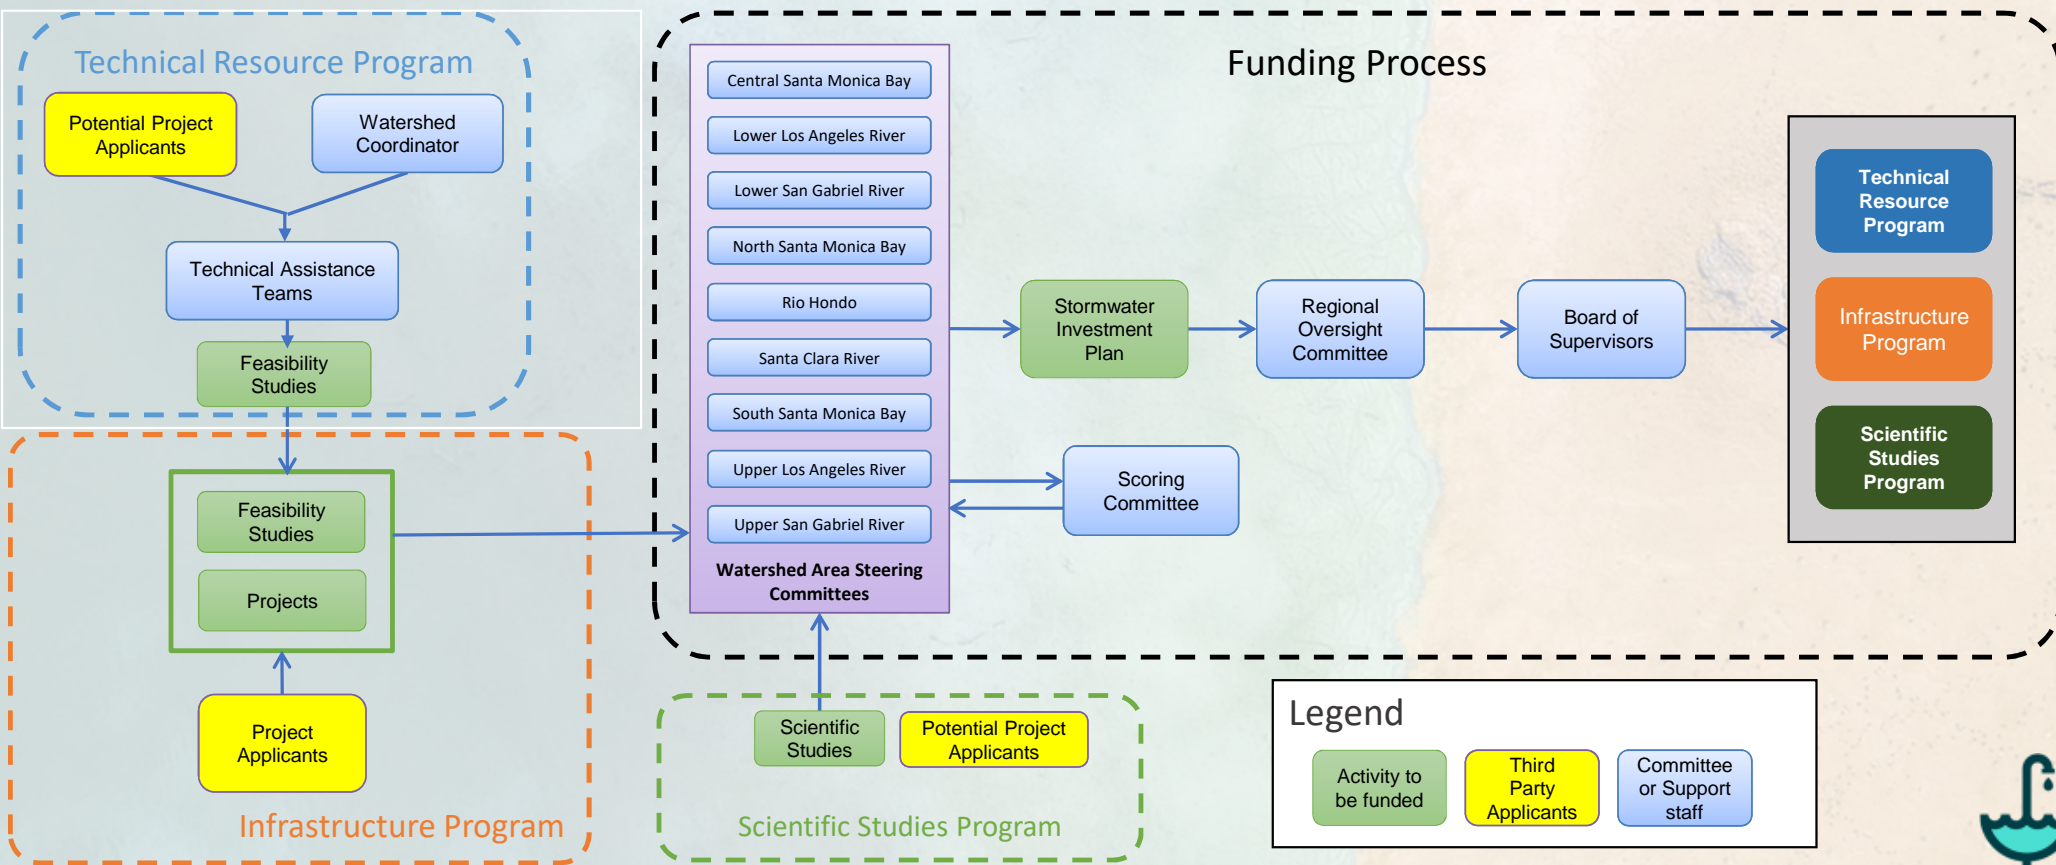 Technical Resource Program
Potential Project
Applicants
Watershed
Coordinator
Technical Assistance
Teams
Feasibility
Studies
Feasibility
Studies
Projects
Project
Applicants
Infrastructure Program
Funding Process
Central Santa Monica Bay
Lower Los Angeles River
Lower San Gabriel River
North Santa Monica Bay
Rio Hondo
Santa Clara River
South Santa Monica Bay
Upper Los Angeles River
Upper San Gabriel River
Watershed Area Steering
Committees
Stormwater
Investment
Plan
Regional
Oversight
Committee
Board of
Supervisors
Scoring
Committee
Technical
Resource
Program
Infrastructure
Program
Scientific
Studies
Program
Scientific
Studies
Potential Project
Applicants
Scientific Studies Program
Legend
Activity to
be funded
Third
Party
Applicants
Committee
or Support
staff